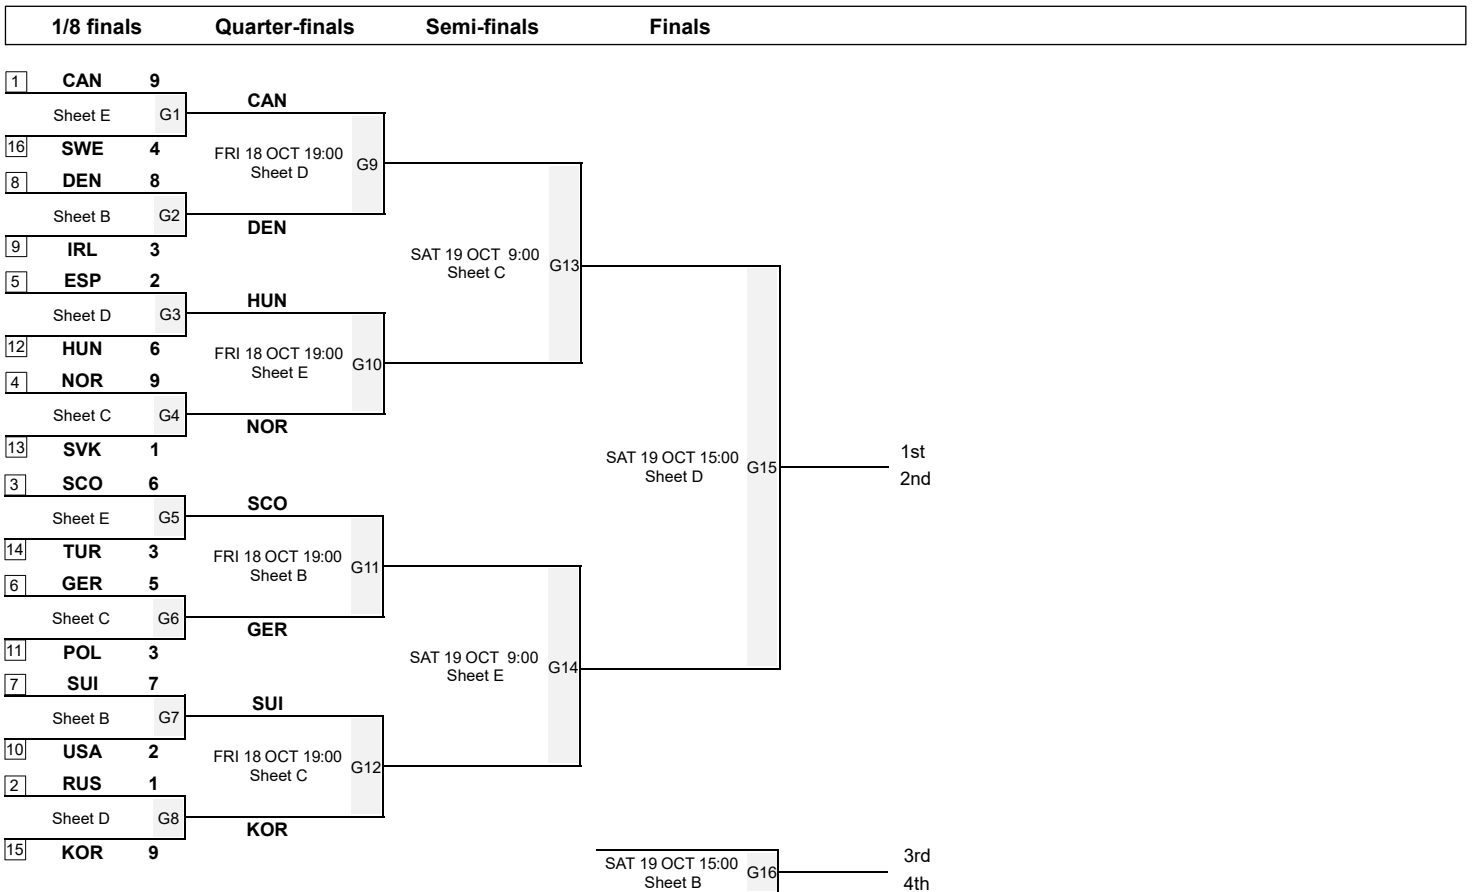 1/8 finals Quarter-finals Semi-finals Finals
1 CAN 9
Sheet E G1
16 SWE 4
CAN
FRI 18 OCT 19:00 G9
Sheet D
DEN
8 DEN 8
Sheet B G2
9 IRL 3
SAT 19 OCT 9:00 G13
Sheet C
5 ESP 2
Sheet D G3
12 HUN 6
HUN
FRI 18 OCT 19:00 G10
Sheet E
NOR
4 NOR 9
Sheet C G4
13 SVK 1
SAT 19 OCT 15:00 G15
Sheet D
1st
2nd
3 SCO 6
Sheet E G5
14 TUR 3
SCO
FRI 18 OCT 19:00 G11
Sheet B
GER
6 GER 5
Sheet C G6
11 POL 3
SAT 19 OCT 9:00 G14
Sheet E
7 SUI 7
Sheet B G7
10 USA 2
SUI
FRI 18 OCT 19:00 G12
Sheet C
KOR
2 RUS 1
Sheet D G8
15 KOR 9
SAT 19 OCT 15:00 G16
Sheet B
3rd
4th